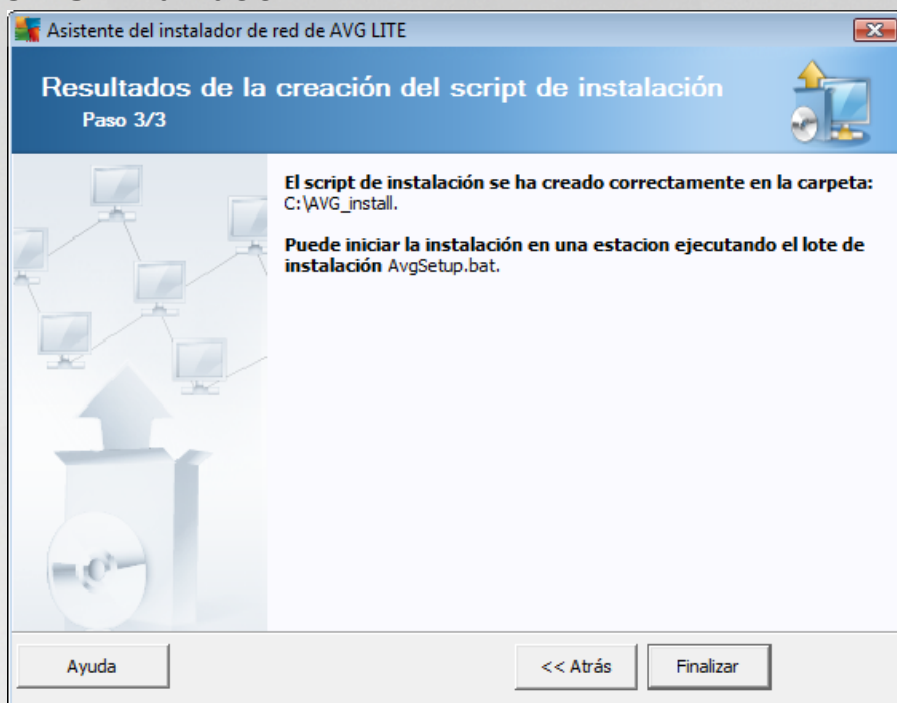 Asistente del instalador de red de AVG LITE
Resultados de la creación del script de instalación
Paso 3/3
El script de instalación se ha creado correctamente en la carpeta:
C:\AVG_install.
Puede iniciar la instalación en una estacion ejecutando el lote de
instalación AvgSetup.bat.
Ayuda
<< Atrás
Finalizar